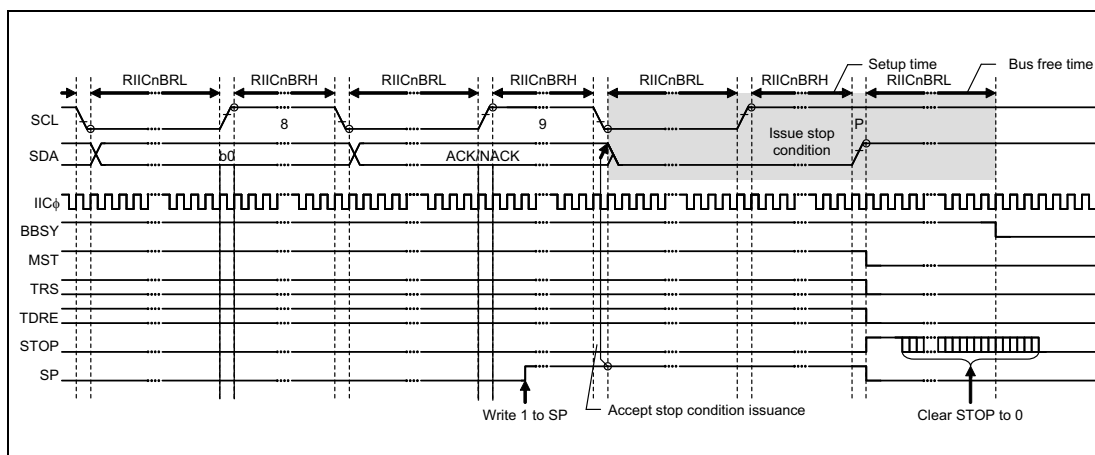 RIICnBRL RIICnBRH RIICnBRL RIICnBRH RIICnBRL RIICnBRH Setup time RIICnBRL Bus free time
SCL 8 9 P
Issue stop
condition
SDA b0 ACK/NACK
IICϕ
BBSY
MST
TRS
TDRE
STOP
SP
Write 1 to SP Accept stop condition issuance Clear STOP to 0